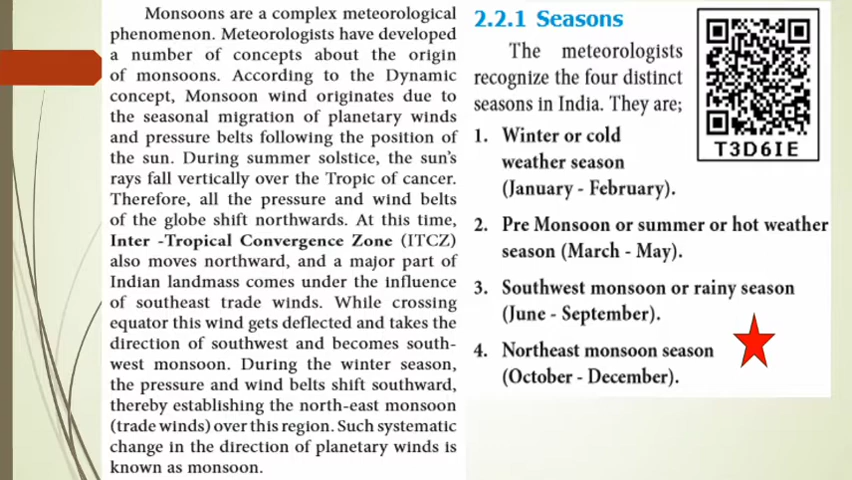 Monsoons are a complex meteorological
phenomenon. Meteorologists have developed
a number of concepts about the origin
of monsoons. According to the Dynamic
concept, Monsoon wind originates due to
the seasonal migration of planetary winds
and pressure belts following the position of
the sun. During summer solstice, the sun's
rays fall vertically over the Tropic of cancer.
Therefore, all the pressure and wind belts
of the globe shift northwards. At this time,
Inter -Tropical Convergence Zone (ITCZ)
also moves northward, and a major part of
Indian landmass comes under the influence
of southeast trade winds. While crossing
equator this wind gets deflected and takes the
direction of southwest and becomes south-
west monsoon. During the winter season,
the pressure and wind belts shift southward,
thereby establishing the north-east monsoon
(trade winds) over this region. Such systematic
change in the direction of planetary winds is
known as monsoon.
2.2.1 Seasons
The meteorologists
recognize the four distinct
seasons in India. They are;
1. Winter or cold
weather season
(January - February).
2. Pre Monsoon or summer or hot weather
season (March - May).
3. Southwest monsoon or rainy season
(June - September).
4. Northeast monsoon season
(October - December).
T3D6IE